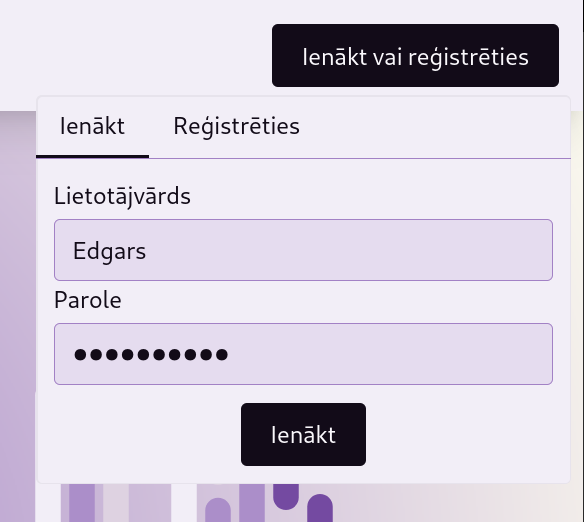 Ienākt vai reģistrēties
Ienākt
Reģistrēties
Lietotājvārds
Edgars
Parole
●●●●●●●●●●
Ienākt